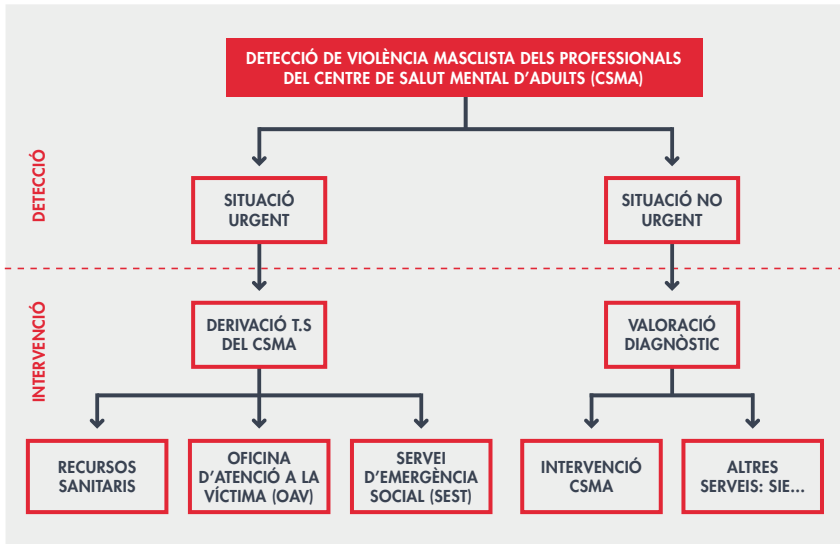 DETECCIÓ DE VIOLÈNCIA MASCLISTA DELS PROFESSIONALS
DEL CENTRE DE SALUT MENTAL D'ADULTS (CSMA)
DETECCIÓ
SITUACIÓ
URGENT
SITUACIÓ NO
URGENT
INTERVENCIÓ
DERIVACIÓ T.S
DEL CSMA
VALORACIÓ
DIAGNÒSTIC
RECURSOS
SANITARIS
OFICINA
D'ATENCIÓ A LA
VÍCTIMA (OAV)
SERVEI
D'EMERGÈNCIA
SOCIAL (SEST)
INTERVENCIÓ
CSMA
ALTRES
SERVEIS: SIE...